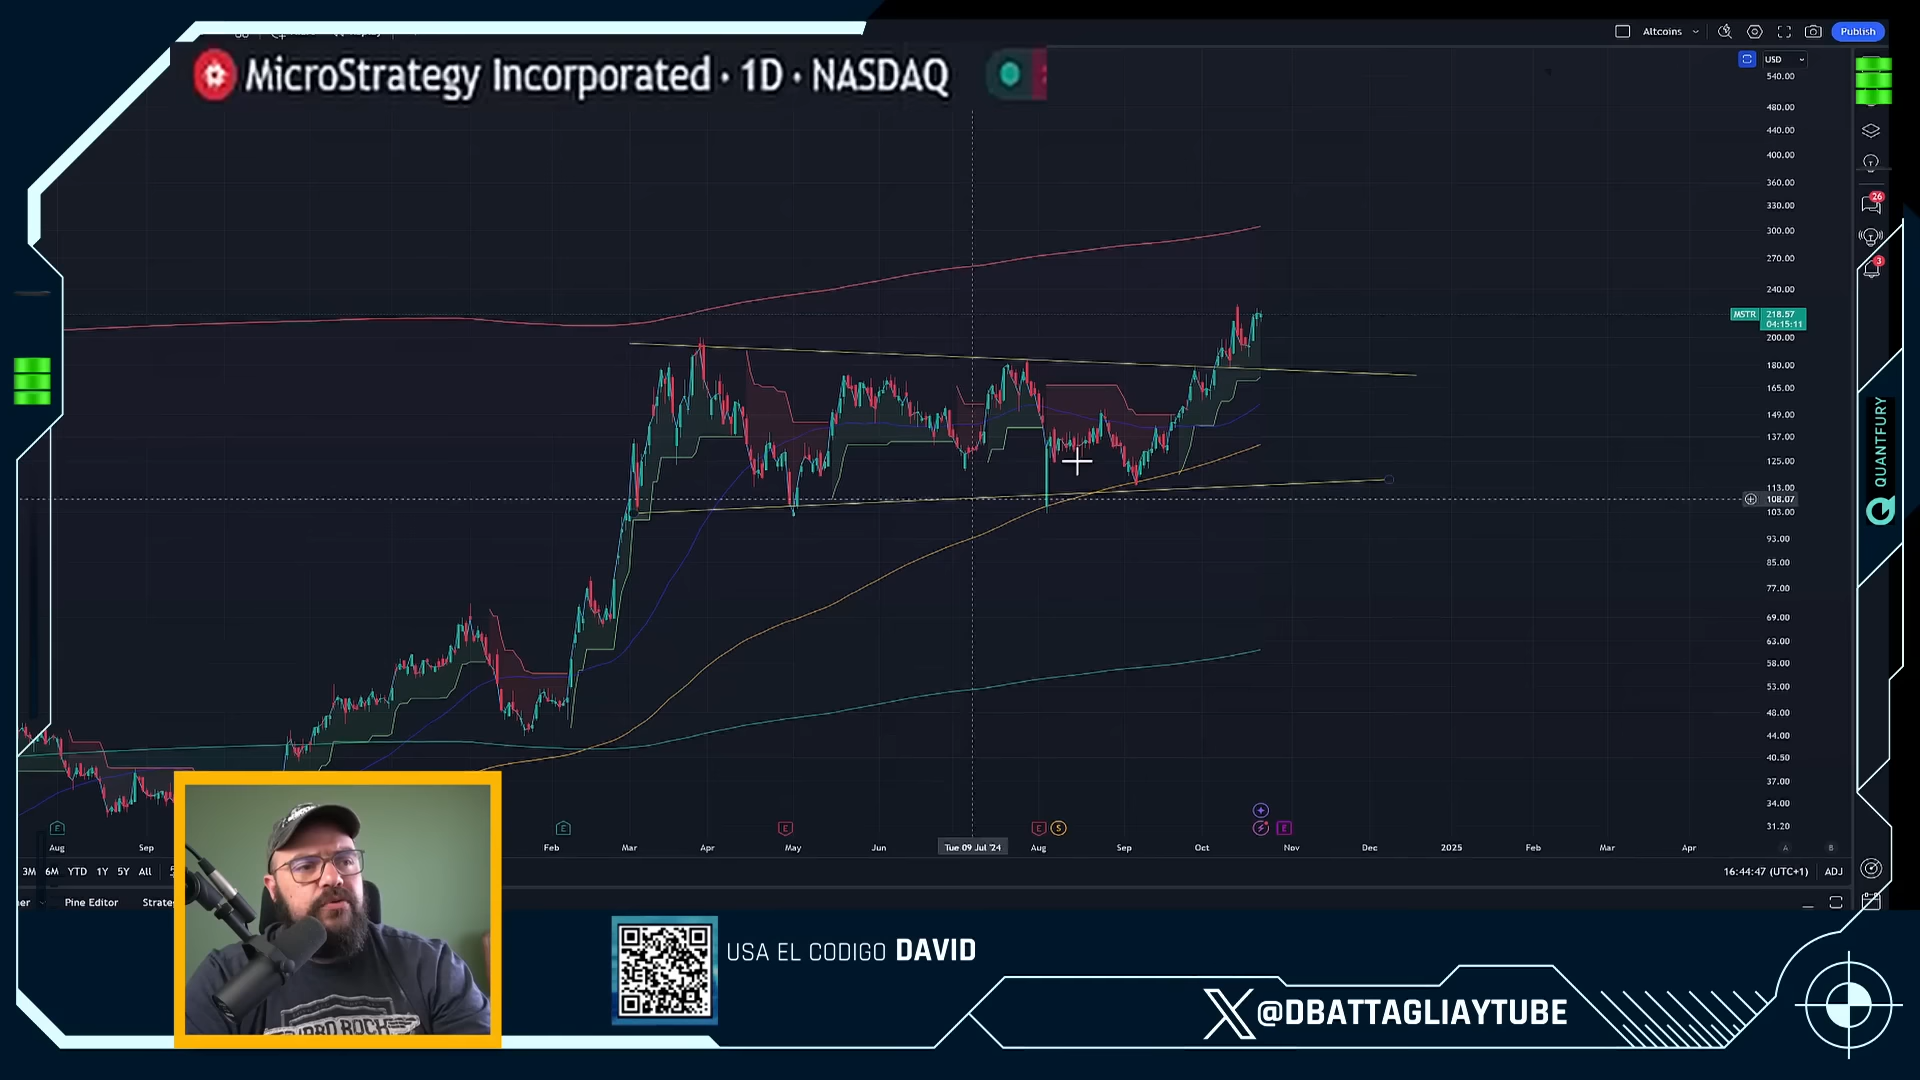 Altcoins
Publish
MicroStrategy Incorporated · 1D · NASDAQ
USD
540.00
480.00
440.00
400.00
360.00
330.00
300.00
270.00
240.00
MSTR 218.57
04:15:11
200.00
180.00
165.00
149.00
137.00
125.00
113.00
108.07
103.00
93.00
85.00
77.00
69.00
63.00
58.00
53.00
48.00
44.00
40.50
37.00
34.00
31.20
26
3
QUANTFURY
E
E
E
E
S
E
Aug
Sep
Feb
Mar
Apr
May
Jun
Tue 09 Jul '24
Aug
Sep
Oct
Nov
Dec
2025
Feb
Mar
Apr
A
B
3M 6M YTD 1Y 5Y All
16:44:47 (UTC+1) ADJ
Pine Editor
USA EL CODIGO DAVID
@DBATTAGLIAYTUBE